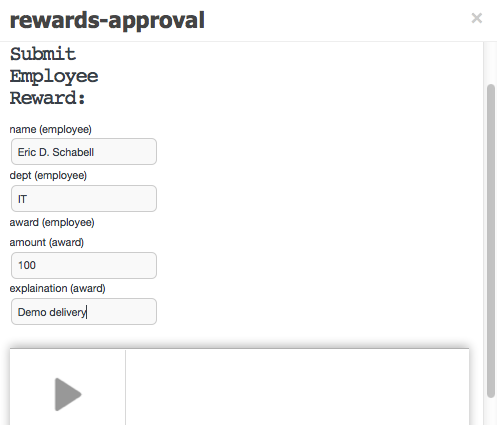 rewards-approval
×
Submit
Employee
Reward:
name (employee)
Eric D. Schabell
dept (employee)
IT
award (employee)
amount (award)
100
explaination (award)
Demo delivery